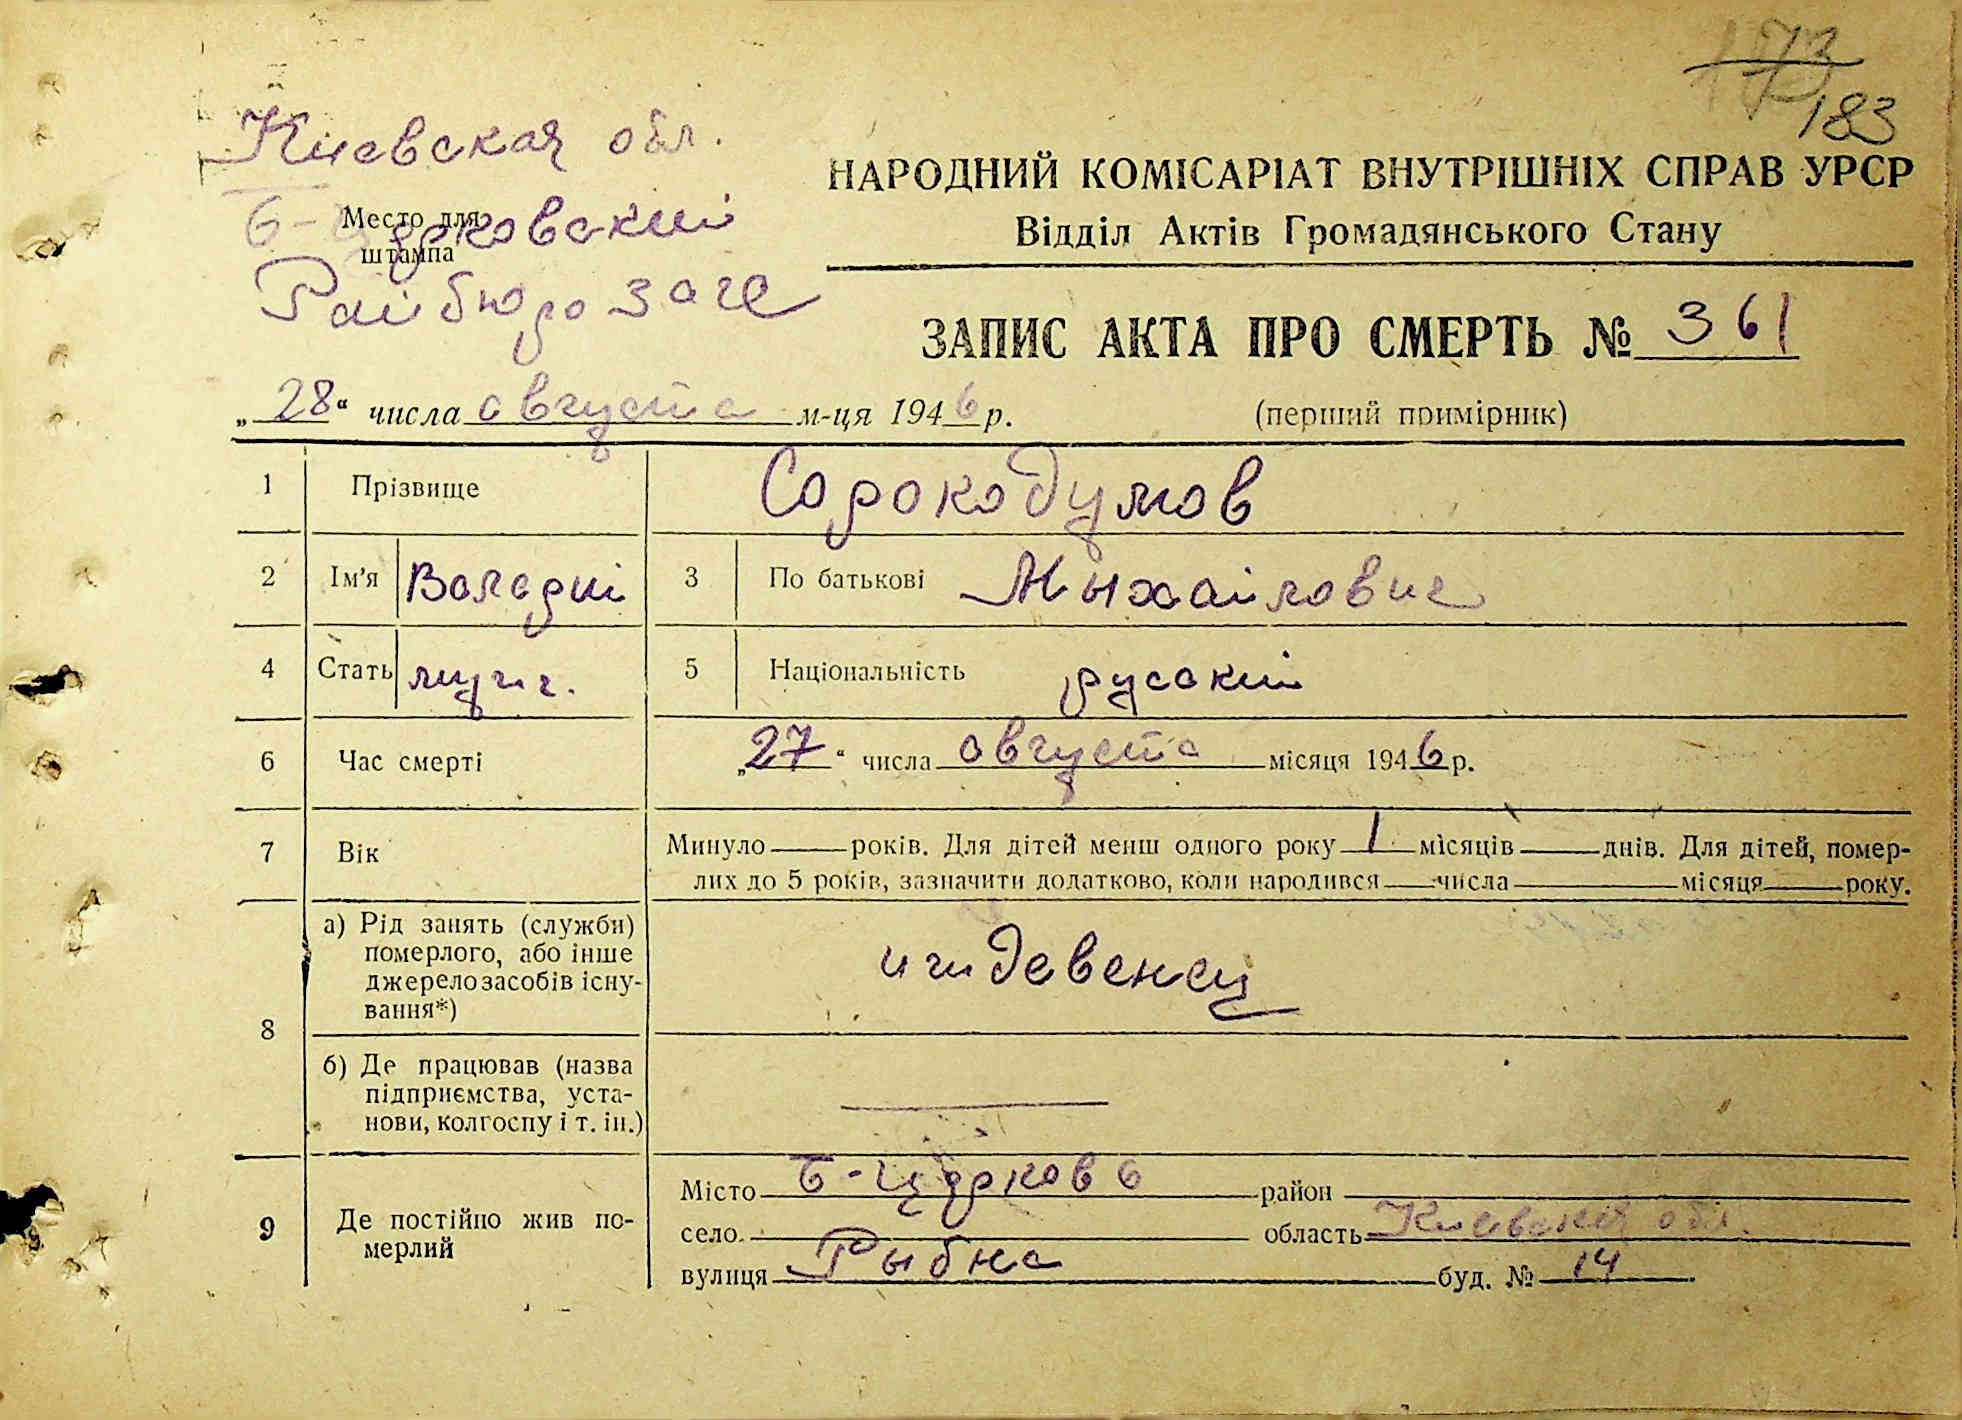 173
183
Киевская обл.
Б-Церковский
Место для
штампа
Райбюро загс
НАРОДНИЙ КОМІСАРІАТ ВНУТРІШНІХ СПРАВ УРСР
Відділ Актів Громадянського Стану
ЗАПИС АКТА ПРО СМЕРТЬ № 361
„28“ числа августа м-ця 1946 р. (перший примірник)
1 Прізвище Сорокодумов
2 Ім'я Валерий 3 По батькові Мыхайлович
4 Стать муж. 5 Національність русский
6 Час смерті „27“ числа августа місяця 1946 р.
7 Вік Минуло — років. Для дітей менш одного року 1 місяців — днів. Для дітей, помер-
лих до 5 років, зазначити додатково, коли народився — числа — місяця — року.
8 а) Рід занять (служби)
померлого, або інше
джерело засобів існу-
вання*)
иждевенец
б) Де працював (назва
підприємства, уста-
нови, колгоспу і т. ін.)
—
9 Де постійно жив по-
мерлий
Місто Б-Церковь район
село область Киевская обл.
вулиця Рыбна буд. № 14